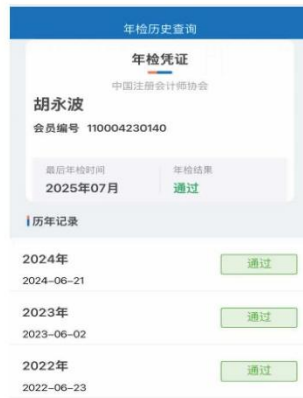 年检历史查询
年检凭证
中国注册会计师协会
胡永波
会员编号 110004230140
最后年检时间 年检结果
2025年07月 通过
历年记录
2024年 通过
2024-06-21
2023年 通过
2023-06-02
2022年 通过
2022-06-23